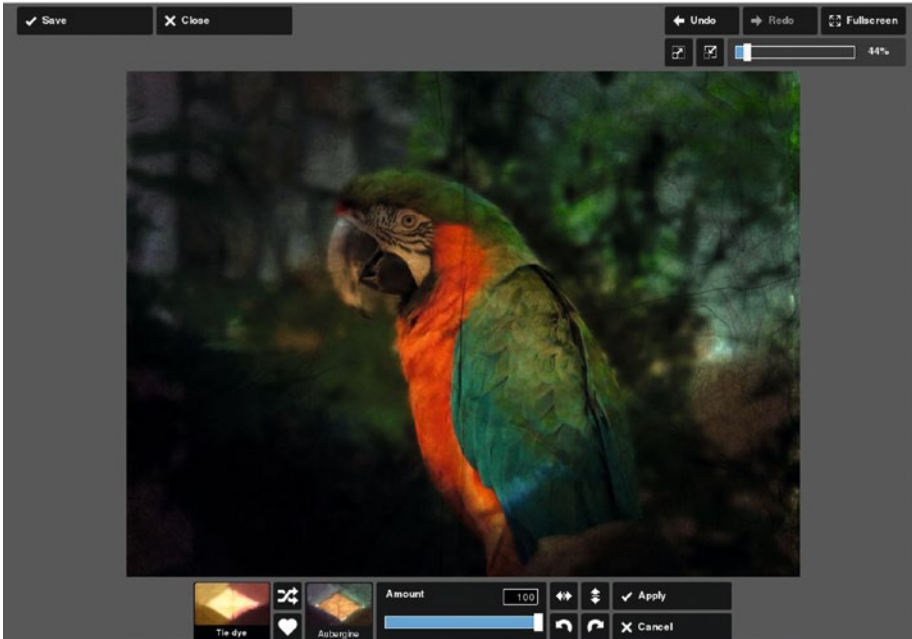 Save
Close
Undo
Redo
Fullscreen
44%
Tie dye
Aubergine
Amount
100
Apply
Cancel